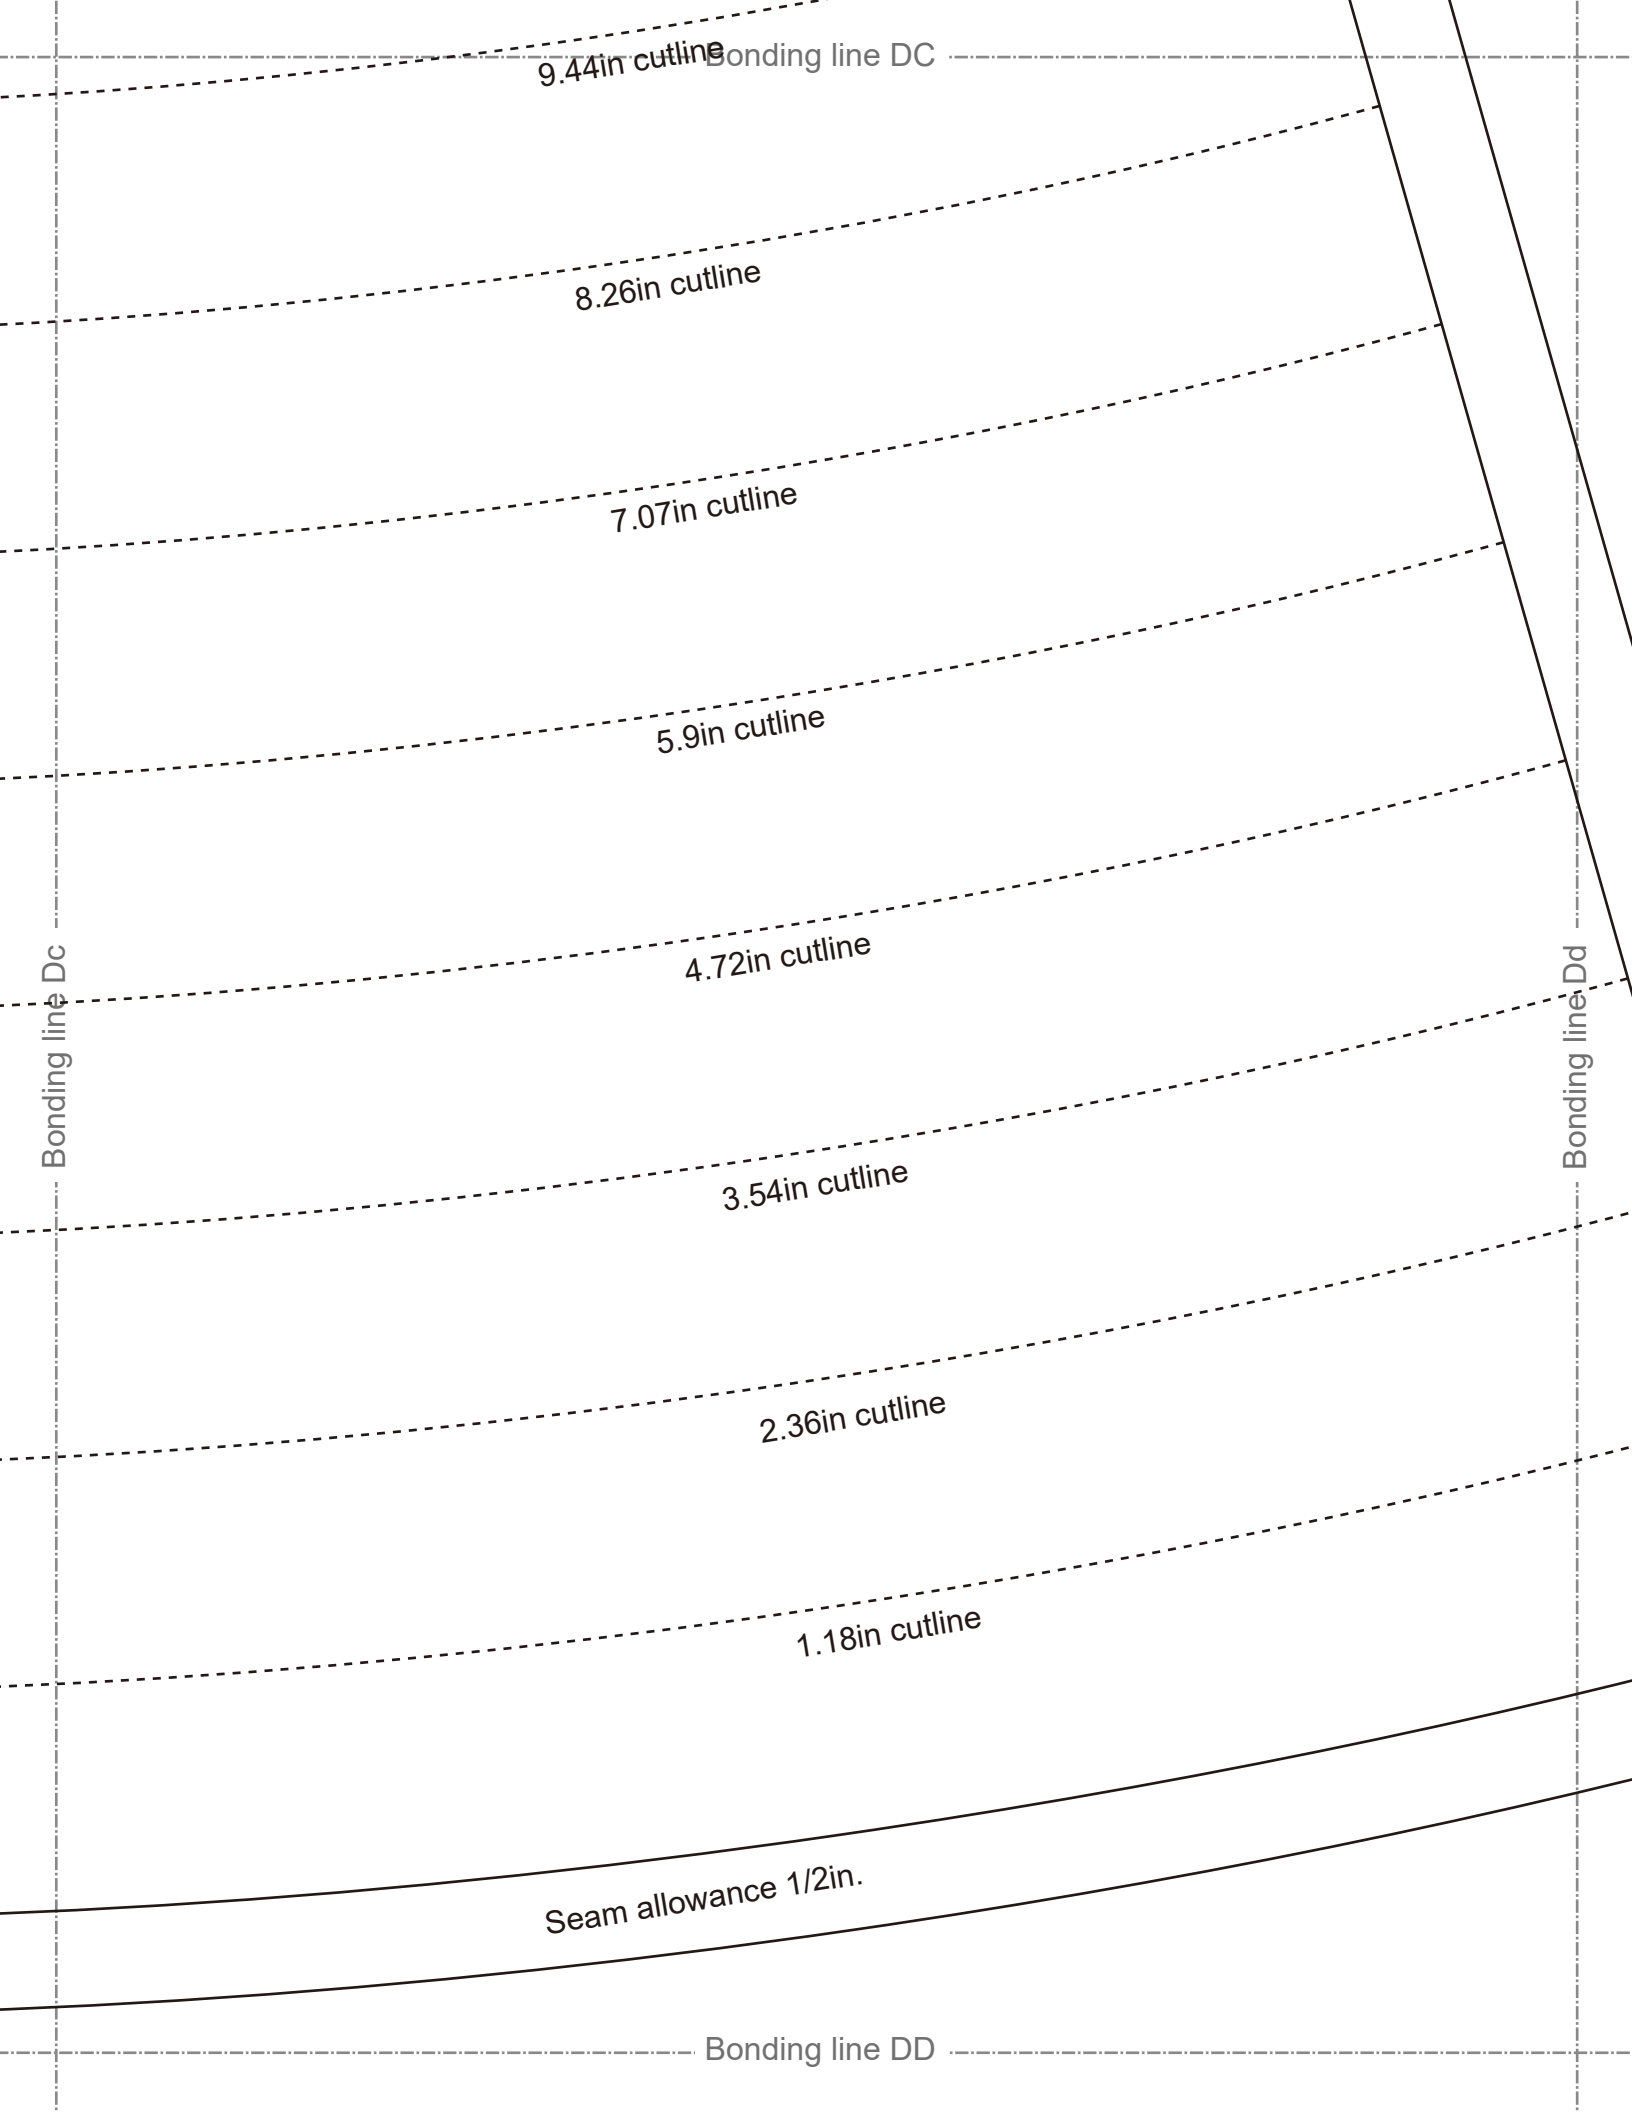 9.44in cutline
Bonding line DC
8.26in cutline
7.07in cutline
5.9in cutline
4.72in cutline
Bonding line Dc
Bonding line Dd
3.54in cutline
2.36in cutline
1.18in cutline
Seam allowance 1/2in.
Bonding line DD